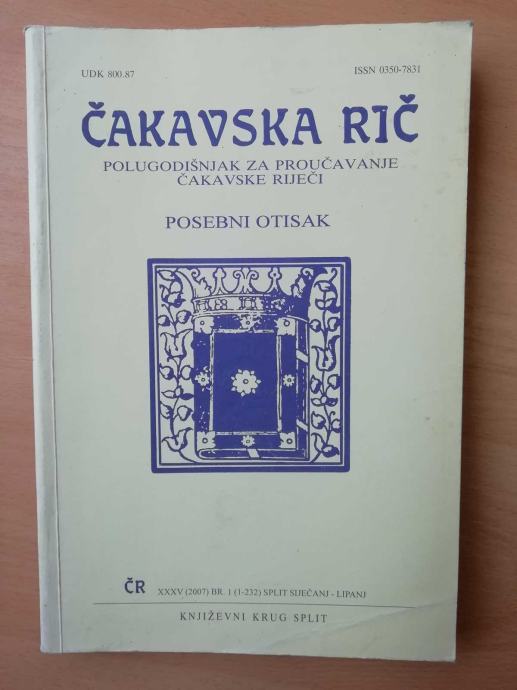 UDK 800.87
ISSN 0350-7831
ČAKAVSKA RIČ
POLUGODIŠNJAK ZA PROUČAVANJE
ČAKAVSKE RIJEČI
POSEBNI OTISAK
ČR XXXV (2007) BR. 1 (1-232) SPLIT SIJEČANJ - LIPANJ
KNJIŽEVNI KRUG SPLIT